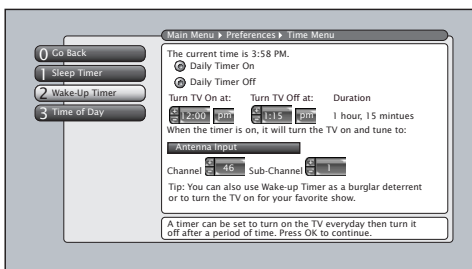 Main Menu Preferences Time Menu
0 Go Back
1 Sleep Timer
2 Wake-Up Timer
3 Time of Day
The current time is 3:58 PM.
Daily Timer On
Daily Timer Off
Turn TV On at: Turn TV Off at: Duration
12:00 pm 1:15 pm 1 hour, 15 mintues
When the timer is on, it will turn the TV on and tune to:
Antenna Input
Channel 46 Sub-Channel 1
Tip: You can also use Wake-up Timer as a burglar deterrent
or to turn the TV on for your favorite show.
A timer can be set to turn on the TV everyday then turn it
off after a period of time. Press OK to continue.